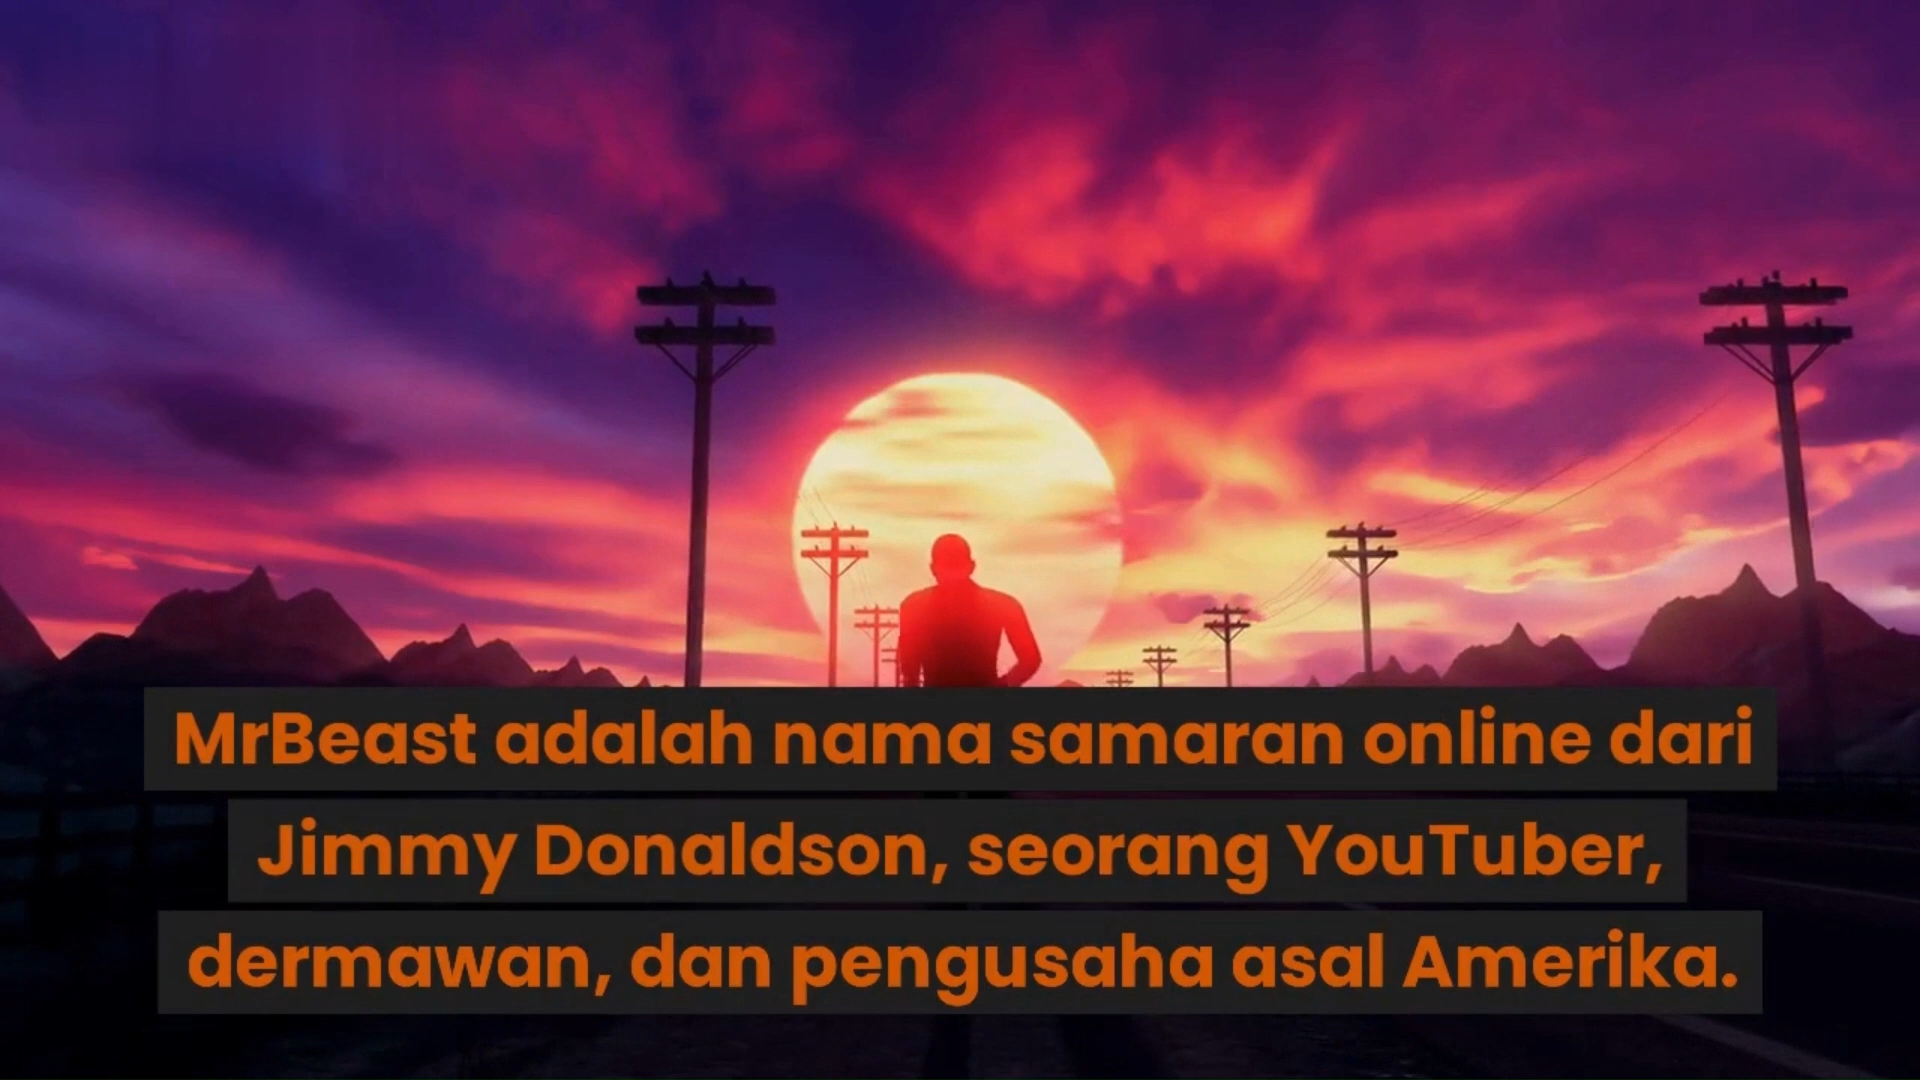 MrBeast adalah nama samaran online dari
Jimmy Donaldson, seorang YouTuber,
dermawan, dan pengusaha asal Amerika.